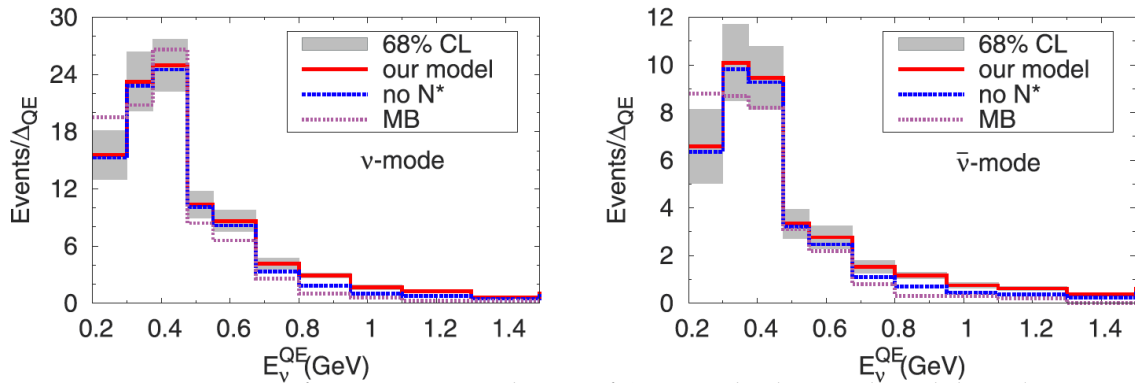 30
24
18
12
6
0
Events/Δ_QE
68% CL
our model
no N*
MB
ν-mode
0.2 0.4 0.6 0.8 1 1.2 1.4
E_ν^QE(GeV)
12
10
8
6
4
2
0
Events/Δ_QE
68% CL
our model
no N*
MB
ν̄-mode
0.2 0.4 0.6 0.8 1 1.2 1.4
E_ν^QE(GeV)